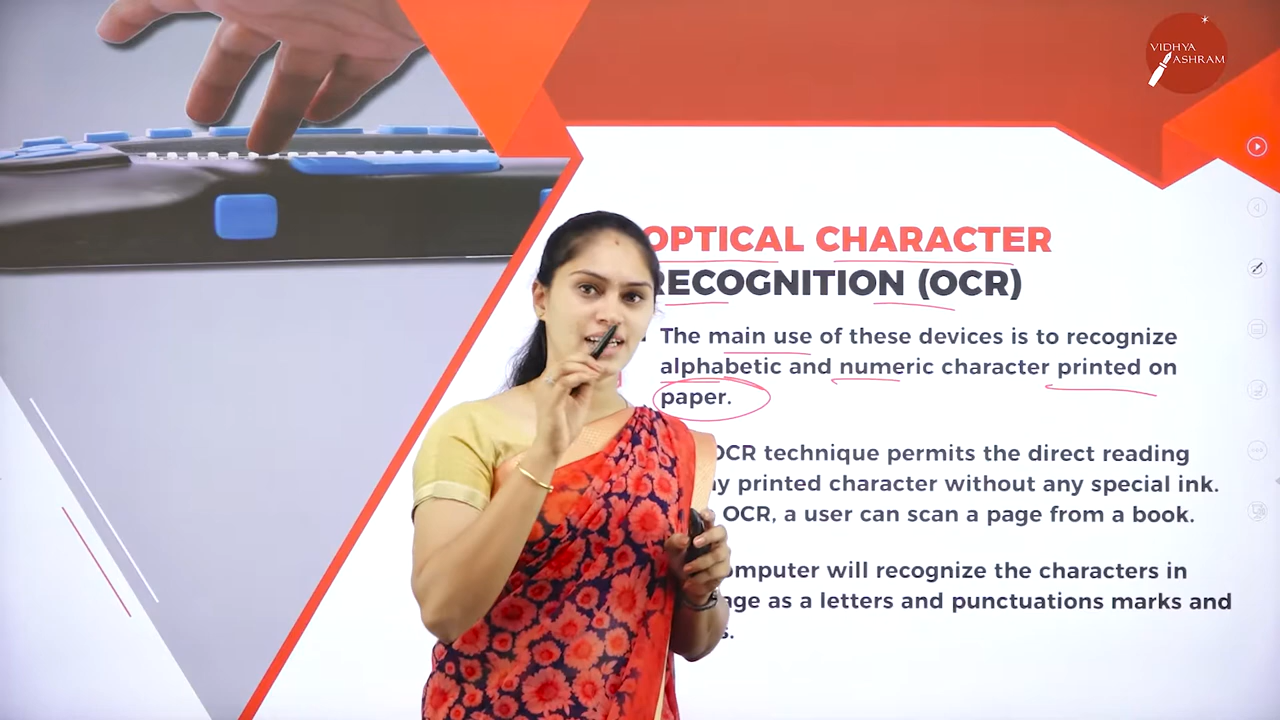 VIDHYA
ASHRAM
OPTICAL CHARACTER
RECOGNITION (OCR)
The main use of these devices is to recognize
alphabetic and numeric character printed on
paper.
OCR technique permits the direct reading
printed character without any special ink.
OCR, a user can scan a page from a book.
will recognize the characters in
as a letters and punctuations marks and